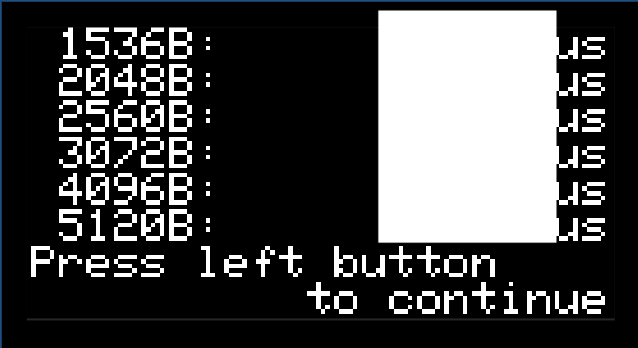 1536B: us
2048B: us
2560B: us
3072B: us
4096B: us
5120B: us
Press left button
to continue